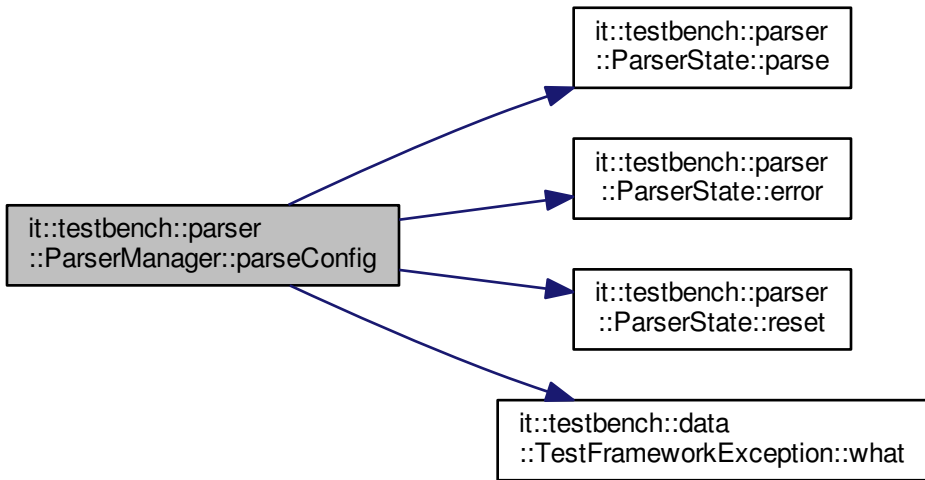 it::testbench::parser
::ParserState::parse
it::testbench::parser
::ParserState::error
it::testbench::parser
::ParserManager::parseConfig
it::testbench::parser
::ParserState::reset
it::testbench::data
::TestFrameworkException::what